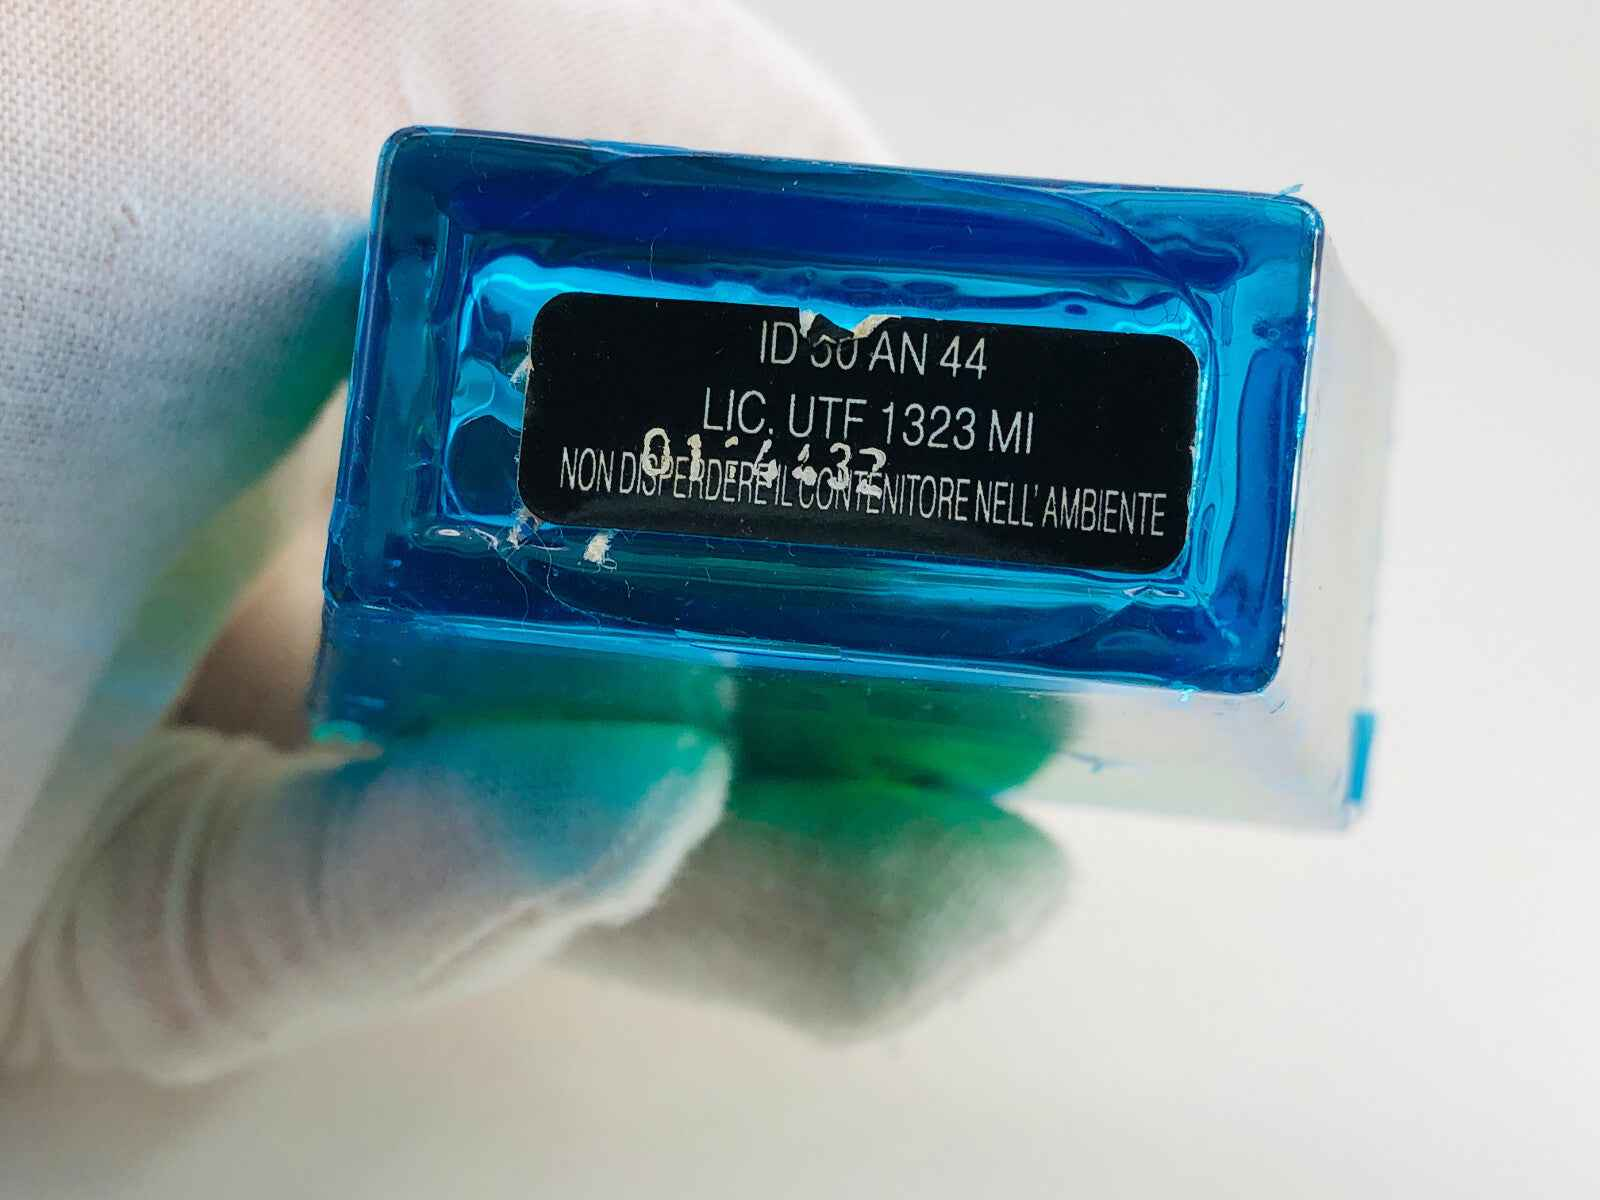 ID 50 AN 44
LIC. UTF 1323 MI
NON DISPERDERE IL CONTENITORE NELL' AMBIENTE